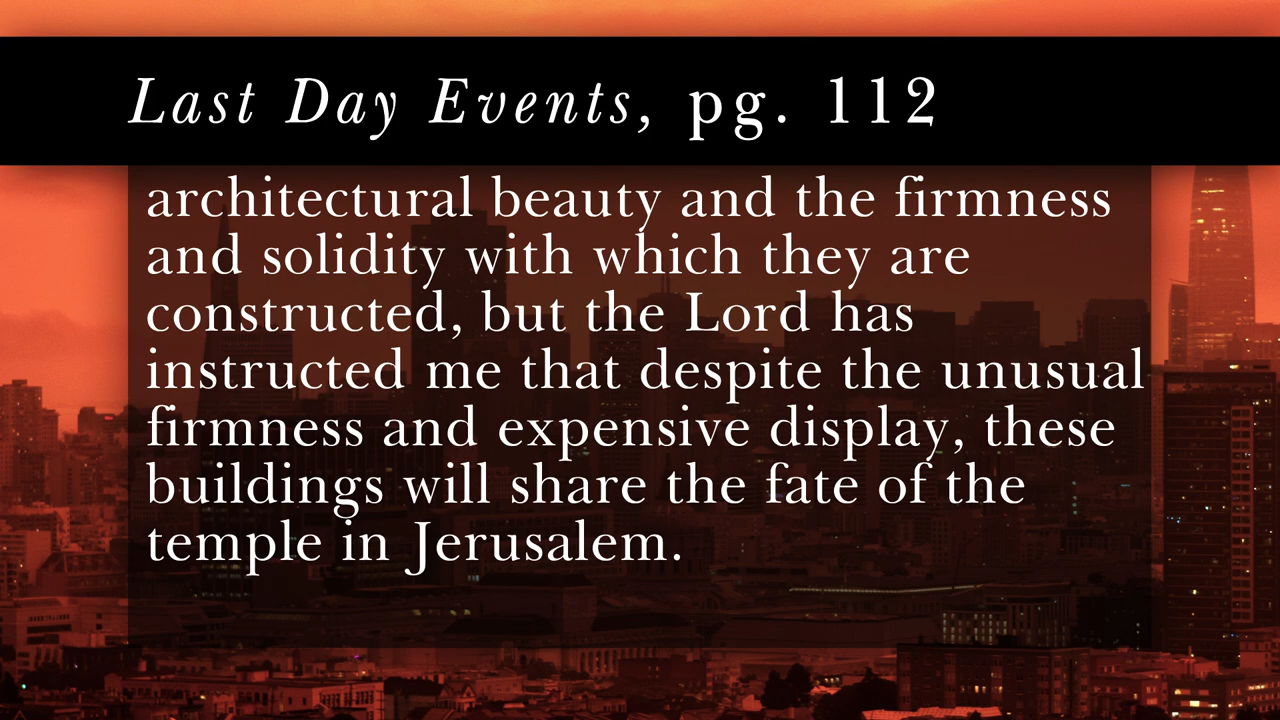 Last Day Events, pg. 112
architectural beauty and the firmness
and solidity with which they are
constructed, but the Lord has
instructed me that despite the unusual
firmness and expensive display, these
buildings will share the fate of the
temple in Jerusalem.